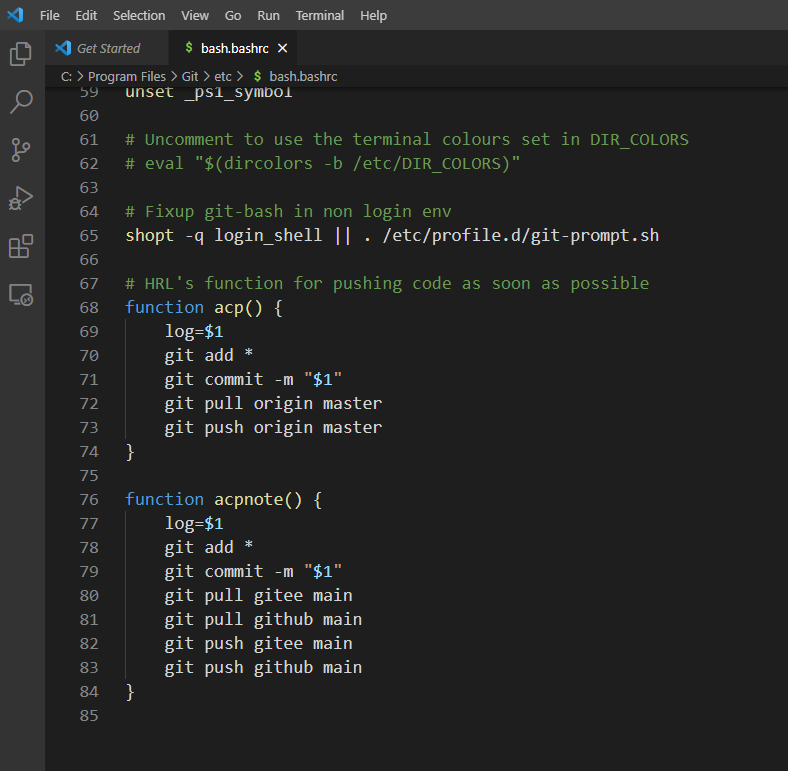 File Edit Selection View Go Run Terminal Help
Get Started $ bash.bashrc ×
C: > Program Files > Git > etc > $ bash.bashrc
59 unset _ps1_symbol
60
61 # Uncomment to use the terminal colours set in DIR_COLORS
62 # eval "$(dircolors -b /etc/DIR_COLORS)"
63
64 # Fixup git-bash in non login env
65 shopt -q login_shell || . /etc/profile.d/git-prompt.sh
66
67 # HRL's function for pushing code as soon as possible
68 function acp() {
69     log=$1
70     git add *
71     git commit -m "$1"
72     git pull origin master
73     git push origin master
74 }
75
76 function acpnote() {
77     log=$1
78     git add *
79     git commit -m "$1"
80     git pull gitee main
81     git pull github main
82     git push gitee main
83     git push github main
84 }
85